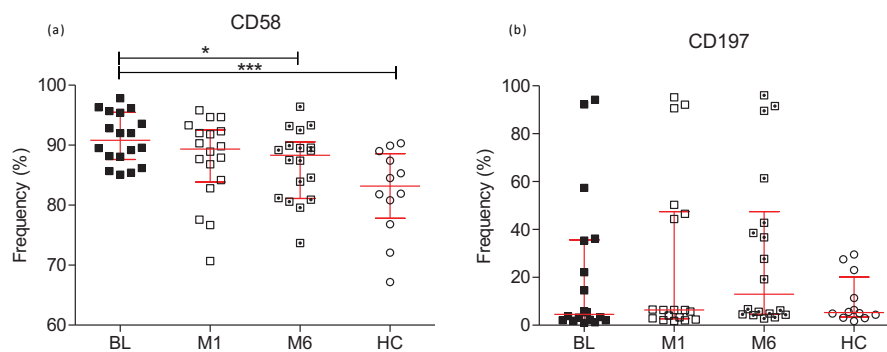 (a)
CD58
*
***
Frequency (%)
100
90
80
70
60
BL M1 M6 HC
(b)
CD197
Frequency (%)
100
80
60
40
20
0
BL M1 M6 HC